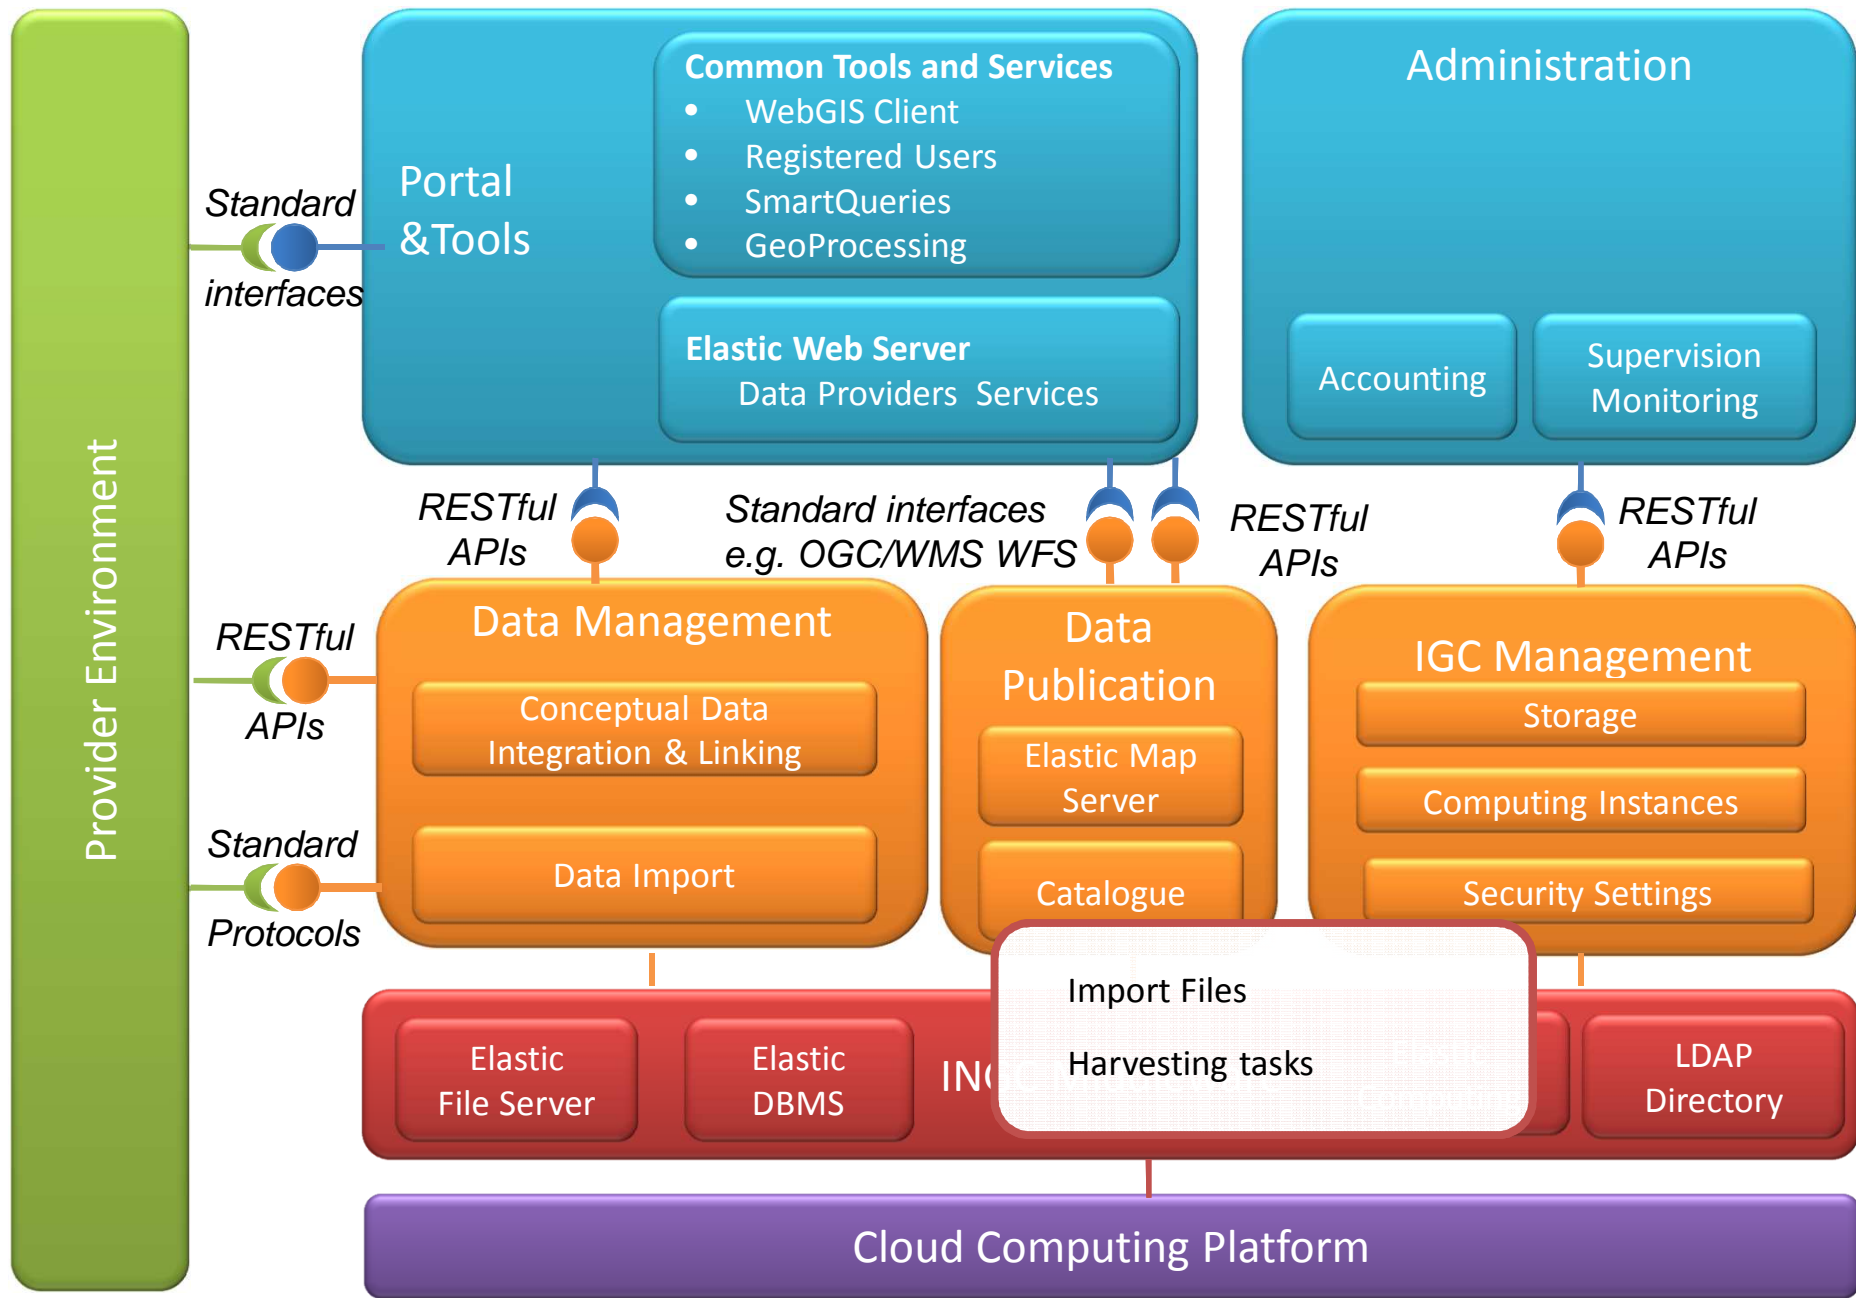 Provider Environment
Standard
interfaces
RESTful
APIs
Standard
Protocols
Portal
&Tools
Common Tools and Services
• WebGIS Client
• Registered Users
• SmartQueries
• GeoProcessing
Elastic Web Server
Data Providers Services
Administration
Accounting
Supervision
Monitoring
RESTful
APIs
Standard interfaces
e.g. OGC/WMS WFS
RESTful
APIs
RESTful
APIs
Data Management
Conceptual Data
Integration & Linking
Data Import
Data
Publication
Elastic Map
Server
Catalogue
IGC Management
Storage
Computing Instances
Security Settings
Import Files
Harvesting tasks
Elastic
File Server
Elastic
DBMS
LDAP
Directory
Cloud Computing Platform